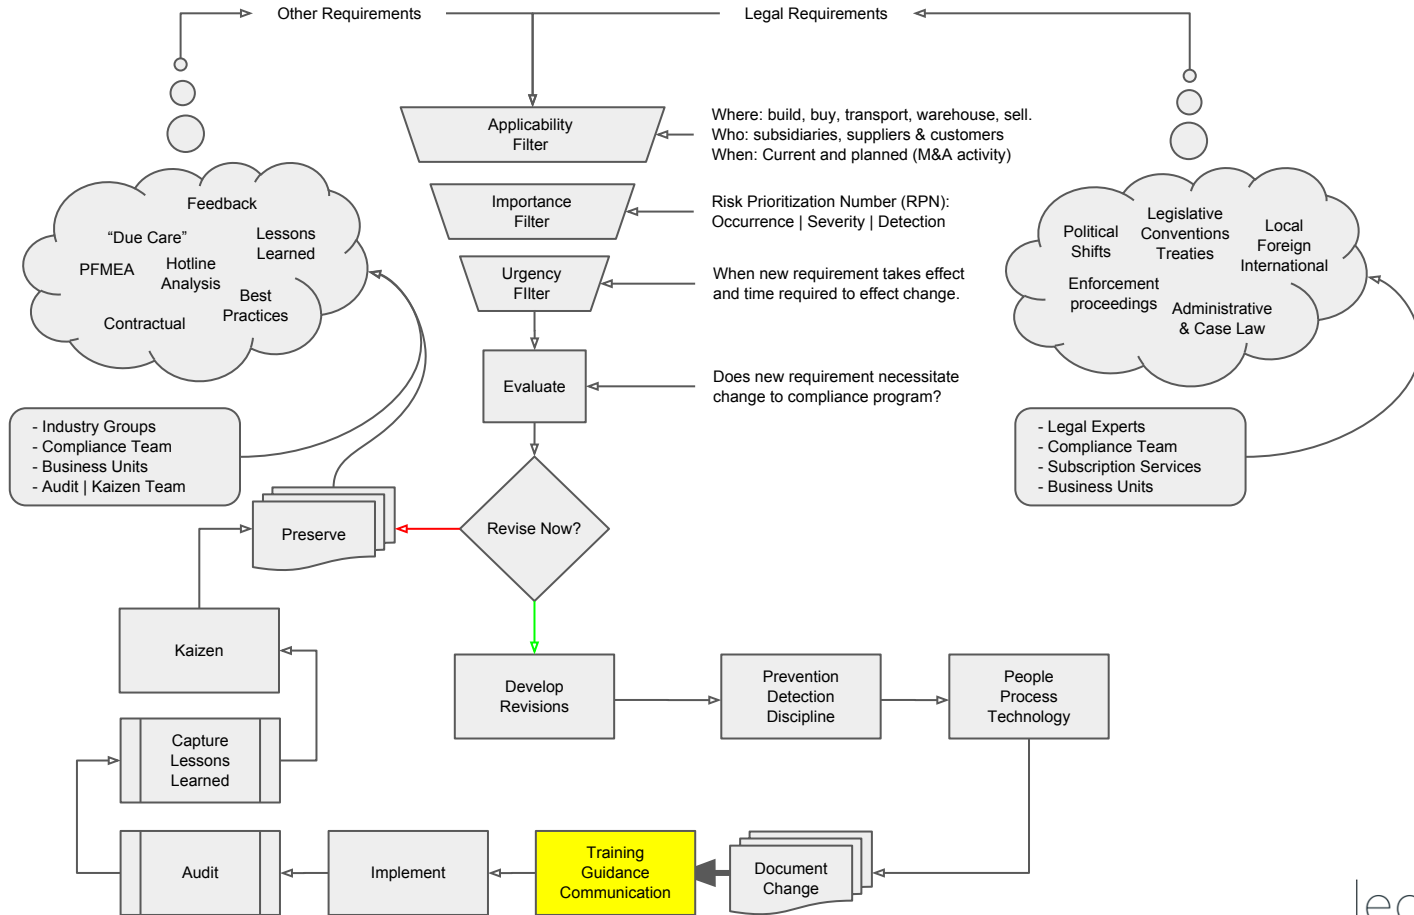 Other Requirements
Legal Requirements
Applicability
Filter
Where: build, buy, transport, warehouse, sell.
Who: subsidiaries, suppliers & customers
When: Current and planned (M&A activity)
Importance
Filter
Risk Prioritization Number (RPN):
Occurrence | Severity | Detection
Urgency
FIlter
When new requirement takes effect
and time required to effect change.
Evaluate
Does new requirement necessitate
change to compliance program?
Feedback
“Due Care”
Lessons
Learned
PFMEA
Hotline
Analysis
Best
Practices
Contractual
Political
Shifts
Legislative
Conventions
Treaties
Local
Foreign
International
Enforcement
proceedings
Administrative
& Case Law
- Industry Groups
- Compliance Team
- Business Units
- Audit | Kaizen Team
- Legal Experts
- Compliance Team
- Subscription Services
- Business Units
Preserve
Revise Now?
Kaizen
Develop
Revisions
Prevention
Detection
Discipline
People
Process
Technology
Capture
Lessons
Learned
Audit
Implement
Training
Guidance
Communication
Document
Change